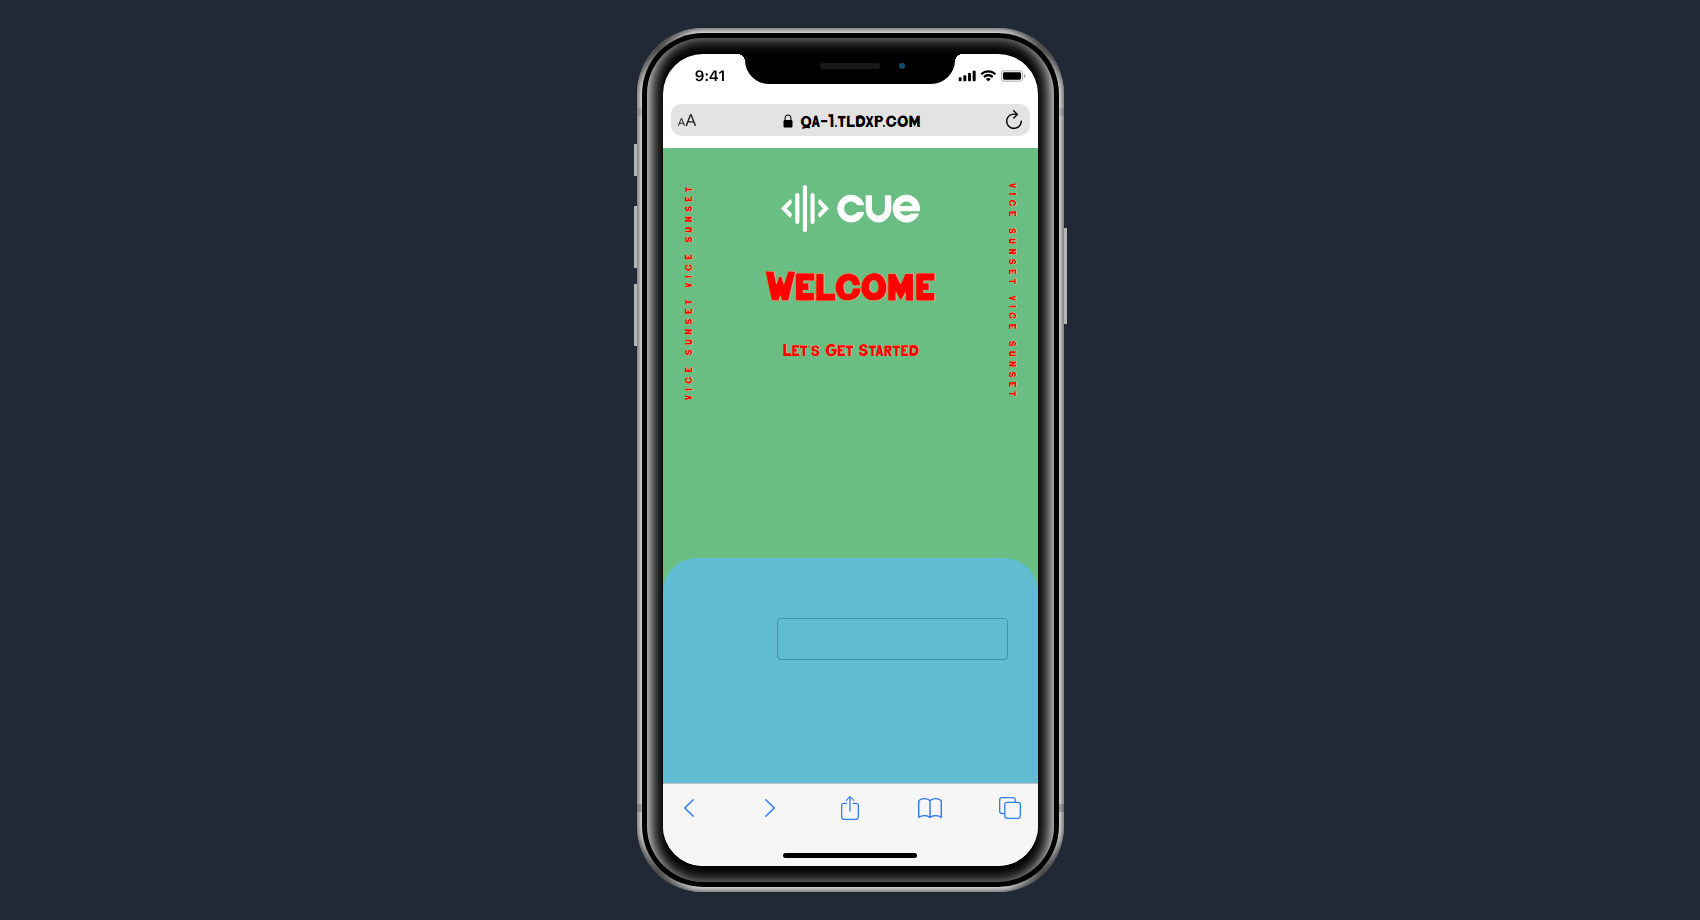 9:41
AA
QA-1.TLDXP.COM
cue
WELCOME
LET'S GET STARTED
VICE SUNSET VICE SUNSET
VICE SUNSET VICE SUNSET